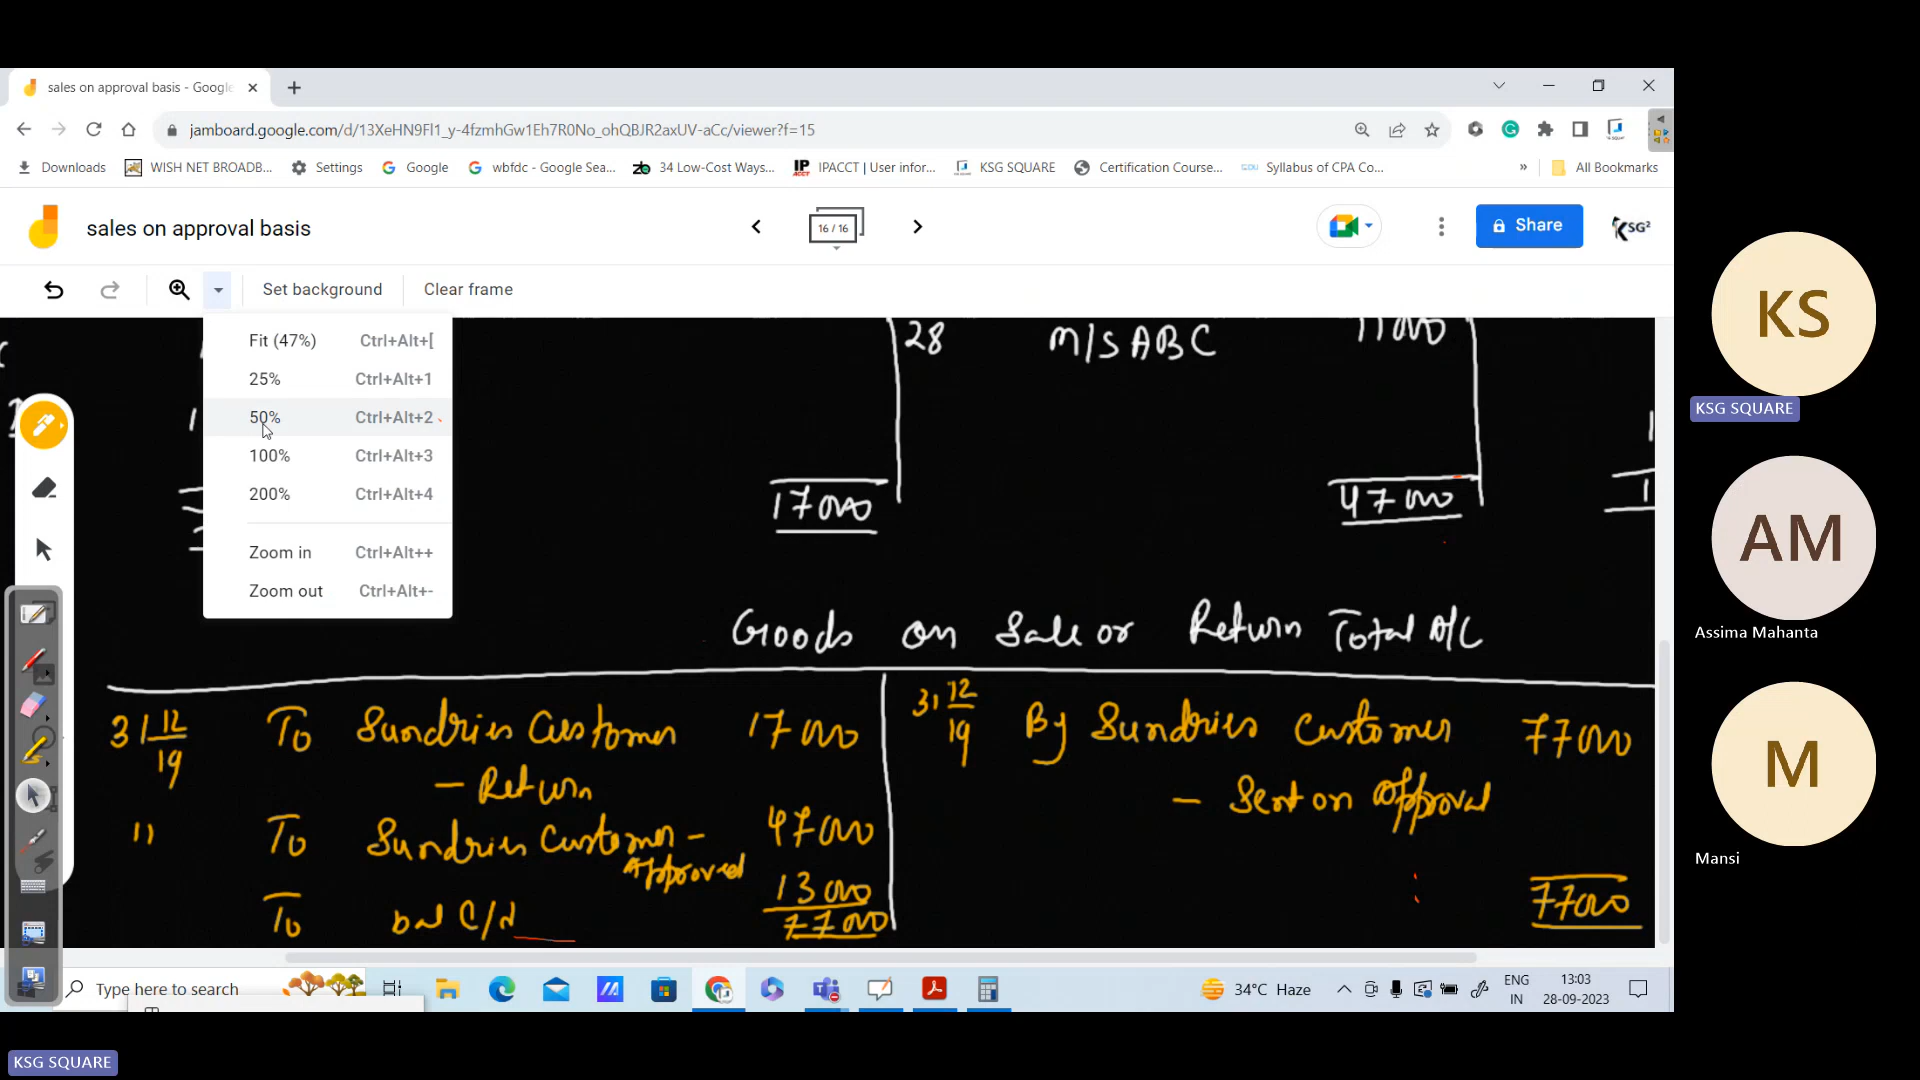 sales on approval basis - Google
jamboard.google.com/d/13XeHN9Fl1_y-4fzmhGw1Eh7R0No_ohQBJR2axUV-aCc/viewer?f=15
Downloads WISH NET BROADB... Settings Google wbfdc - Google Sea... 34 Low-Cost Ways... IPACCT | User infor... KSG SQUARE Certification Course... Syllabus of CPA Co... » All Bookmarks
sales on approval basis 16 / 16 Share KSG²
Set background Clear frame
Fit (47%) Ctrl+Alt+[
25% Ctrl+Alt+1
50% Ctrl+Alt+2
100% Ctrl+Alt+3
200% Ctrl+Alt+4
Zoom in Ctrl+Alt++
Zoom out Ctrl+Alt+-
28 M/S ABC
17000 47000
Goods on Sale or Return Total A/C
31 12/19 To Sundries Customer 17000 31 12/19 By Sundries Customer 77000
- Return - Sent on Approval
" To Sundries Customer - 47000
Approved
To bal C/d 13000
77000 77000
KS
KSG SQUARE
AM
Assima Mahanta
M
Mansi
Type here to search 34°C Haze ENG IN 13:03 28-09-2023
KSG SQUARE